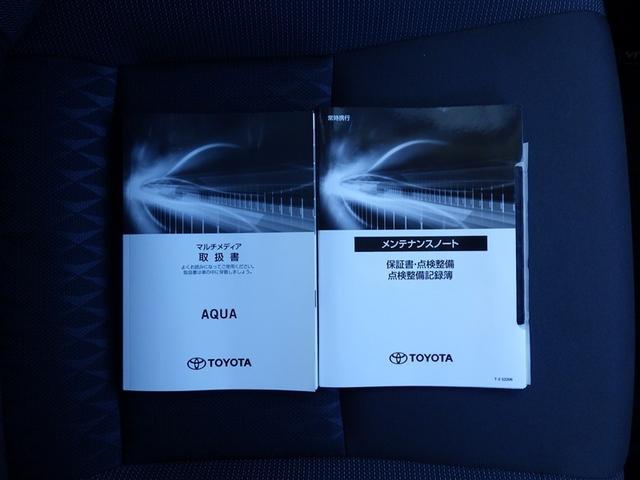 マルチメディア
取扱書
よくお読みになってご使用ください。
取扱書は車の中に保管しましょう。
AQUA
TOYOTA
常時携行
メンテナンスノート
保証書・点検整備
点検整備記録簿
TOYOTA